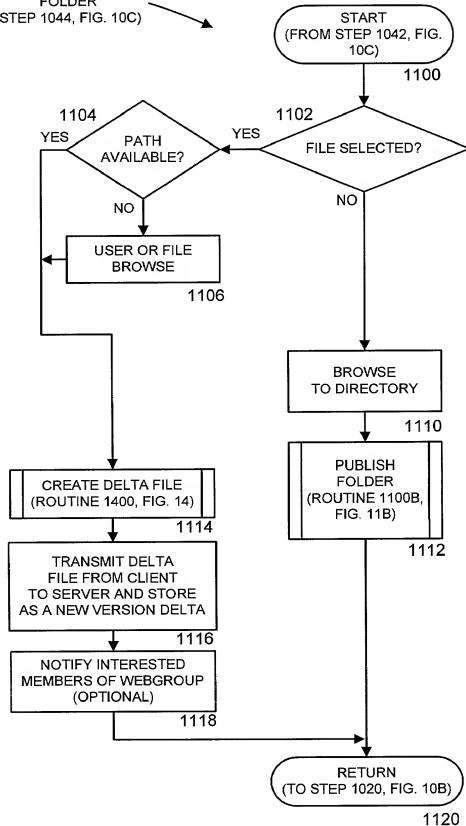 FOLDER
STEP 1044, FIG. 10C)
START
(FROM STEP 1042, FIG.
10C)
1100
1104
1102
YES
PATH
AVAILABLE?
YES
FILE SELECTED?
NO
NO
USER OR FILE
BROWSE
1106
BROWSE
TO DIRECTORY
1110
CREATE DELTA FILE
(ROUTINE 1400, FIG. 14)
1114
PUBLISH
FOLDER
(ROUTINE 1100B,
FIG. 11B)
1112
TRANSMIT DELTA
FILE FROM CLIENT
TO SERVER AND STORE
AS A NEW VERSION DELTA
1116
NOTIFY INTERESTED
MEMBERS OF WEBGROUP
(OPTIONAL)
1118
RETURN
(TO STEP 1020, FIG. 10B)
1120